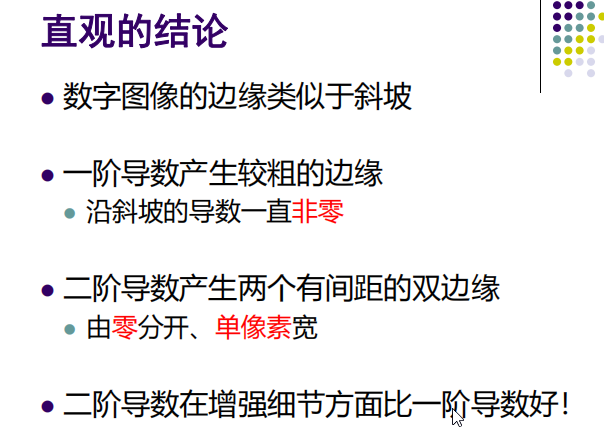 直观的结论
数字图像的边缘类似于斜坡
一阶导数产生较粗的边缘
沿斜坡的导数一直非零
二阶导数产生两个有间距的双边缘
由零分开、单像素宽
二阶导数在增强细节方面比一阶导数好！